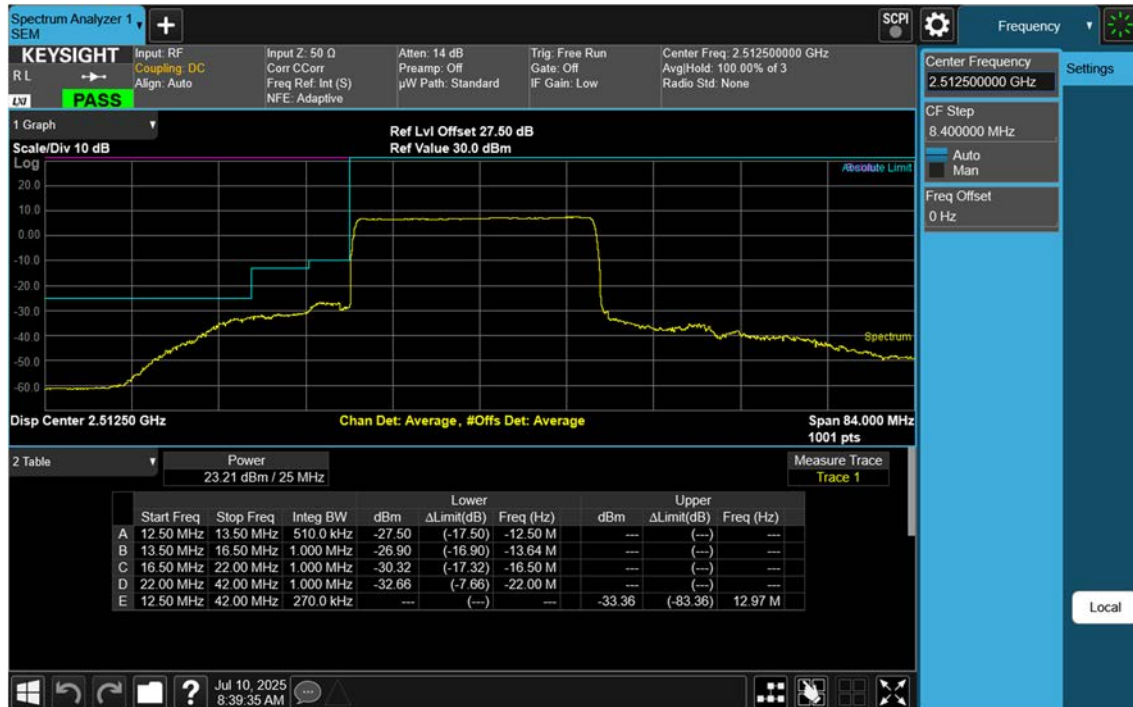 Spectrum Analyzer 1
SEM
SCPI
Frequency
KEYSIGHT
R L
LXI
PASS
Input: RF
Coupling: DC
Align: Auto
Input Z: 50 Ω
Corr CCorr
Freq Ref: Int (S)
NFE: Adaptive
Atten: 14 dB
Preamp: Off
µW Path: Standard
Trig: Free Run
Gate: Off
IF Gain: Low
Center Freq: 2.512500000 GHz
Avg|Hold: 100.00% of 3
Radio Std: None
Center Frequency
2.512500000 GHz
Settings
CF Step
8.400000 MHz
Auto
Man
Freq Offset
0 Hz
Local
1 Graph
Scale/Div 10 dB
Ref Lvl Offset 27.50 dB
Ref Value 30.0 dBm
Log
Absolute Limit
20.0
10.0
0.00
-10.0
-20.0
-30.0
-40.0
-50.0
-60.0
Spectrum
Disp Center 2.51250 GHz
Chan Det: Average, #Offs Det: Average
Span 84.000 MHz
1001 pts
2 Table
Power
23.21 dBm / 25 MHz
Measure Trace
Trace 1
Lower Upper
Start Freq Stop Freq Integ BW dBm ΔLimit(dB) Freq (Hz) dBm ΔLimit(dB) Freq (Hz)
A 12.50 MHz 13.50 MHz 510.0 kHz -27.50 (-17.50) -12.50 M --- (---) ---
B 13.50 MHz 16.50 MHz 1.000 MHz -26.90 (-16.90) -13.64 M --- (---) ---
C 16.50 MHz 22.00 MHz 1.000 MHz -30.32 (-17.32) -16.50 M --- (---) ---
D 22.00 MHz 42.00 MHz 1.000 MHz -32.66 (-7.66) -22.00 M --- (---) ---
E 12.50 MHz 42.00 MHz 270.0 kHz --- (---) --- -33.36 (-83.36) 12.97 M
?
Jul 10, 2025
8:39:35 AM